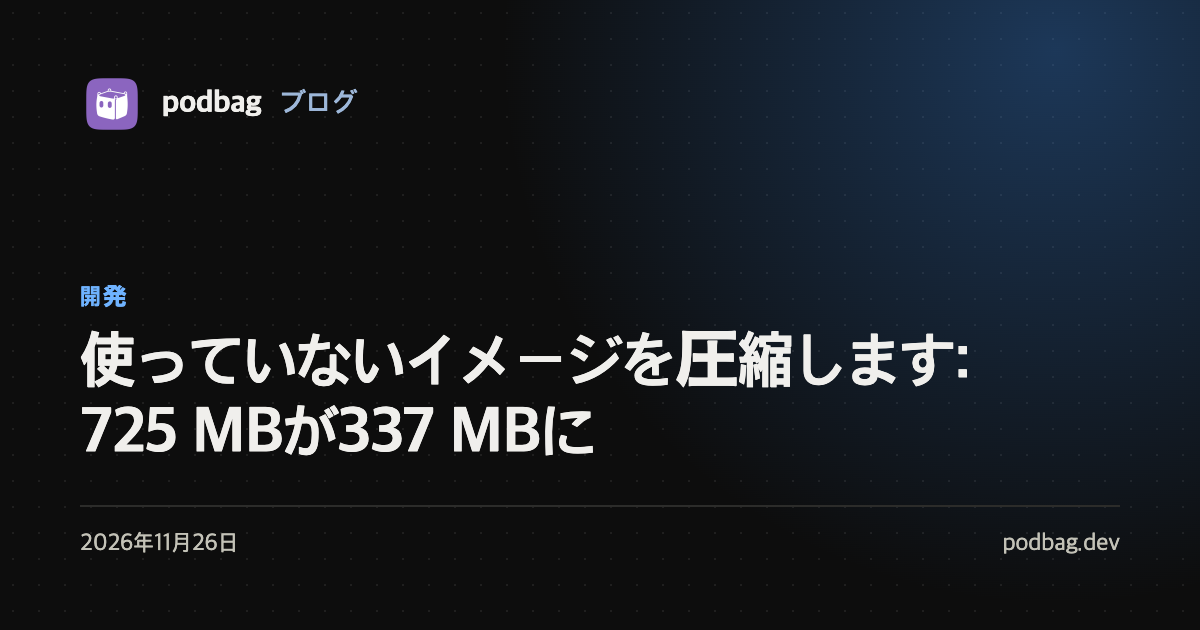 podbag ブログ
開発
使っていないイメージを圧縮します:
725 MBが337 MBに
2026年11月26日
podbag.dev